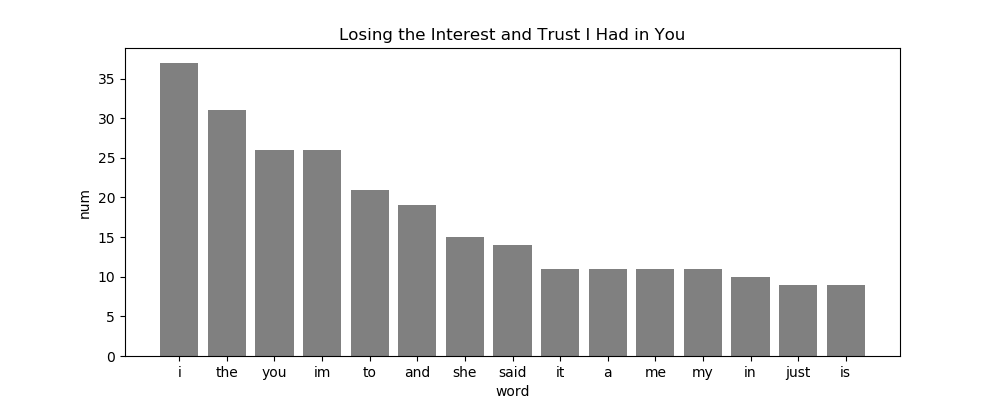 Losing the Interest and Trust I Had in You
35
30
25
20
15
10
5
0
num
i the you im to and she said it a me my in just is
word